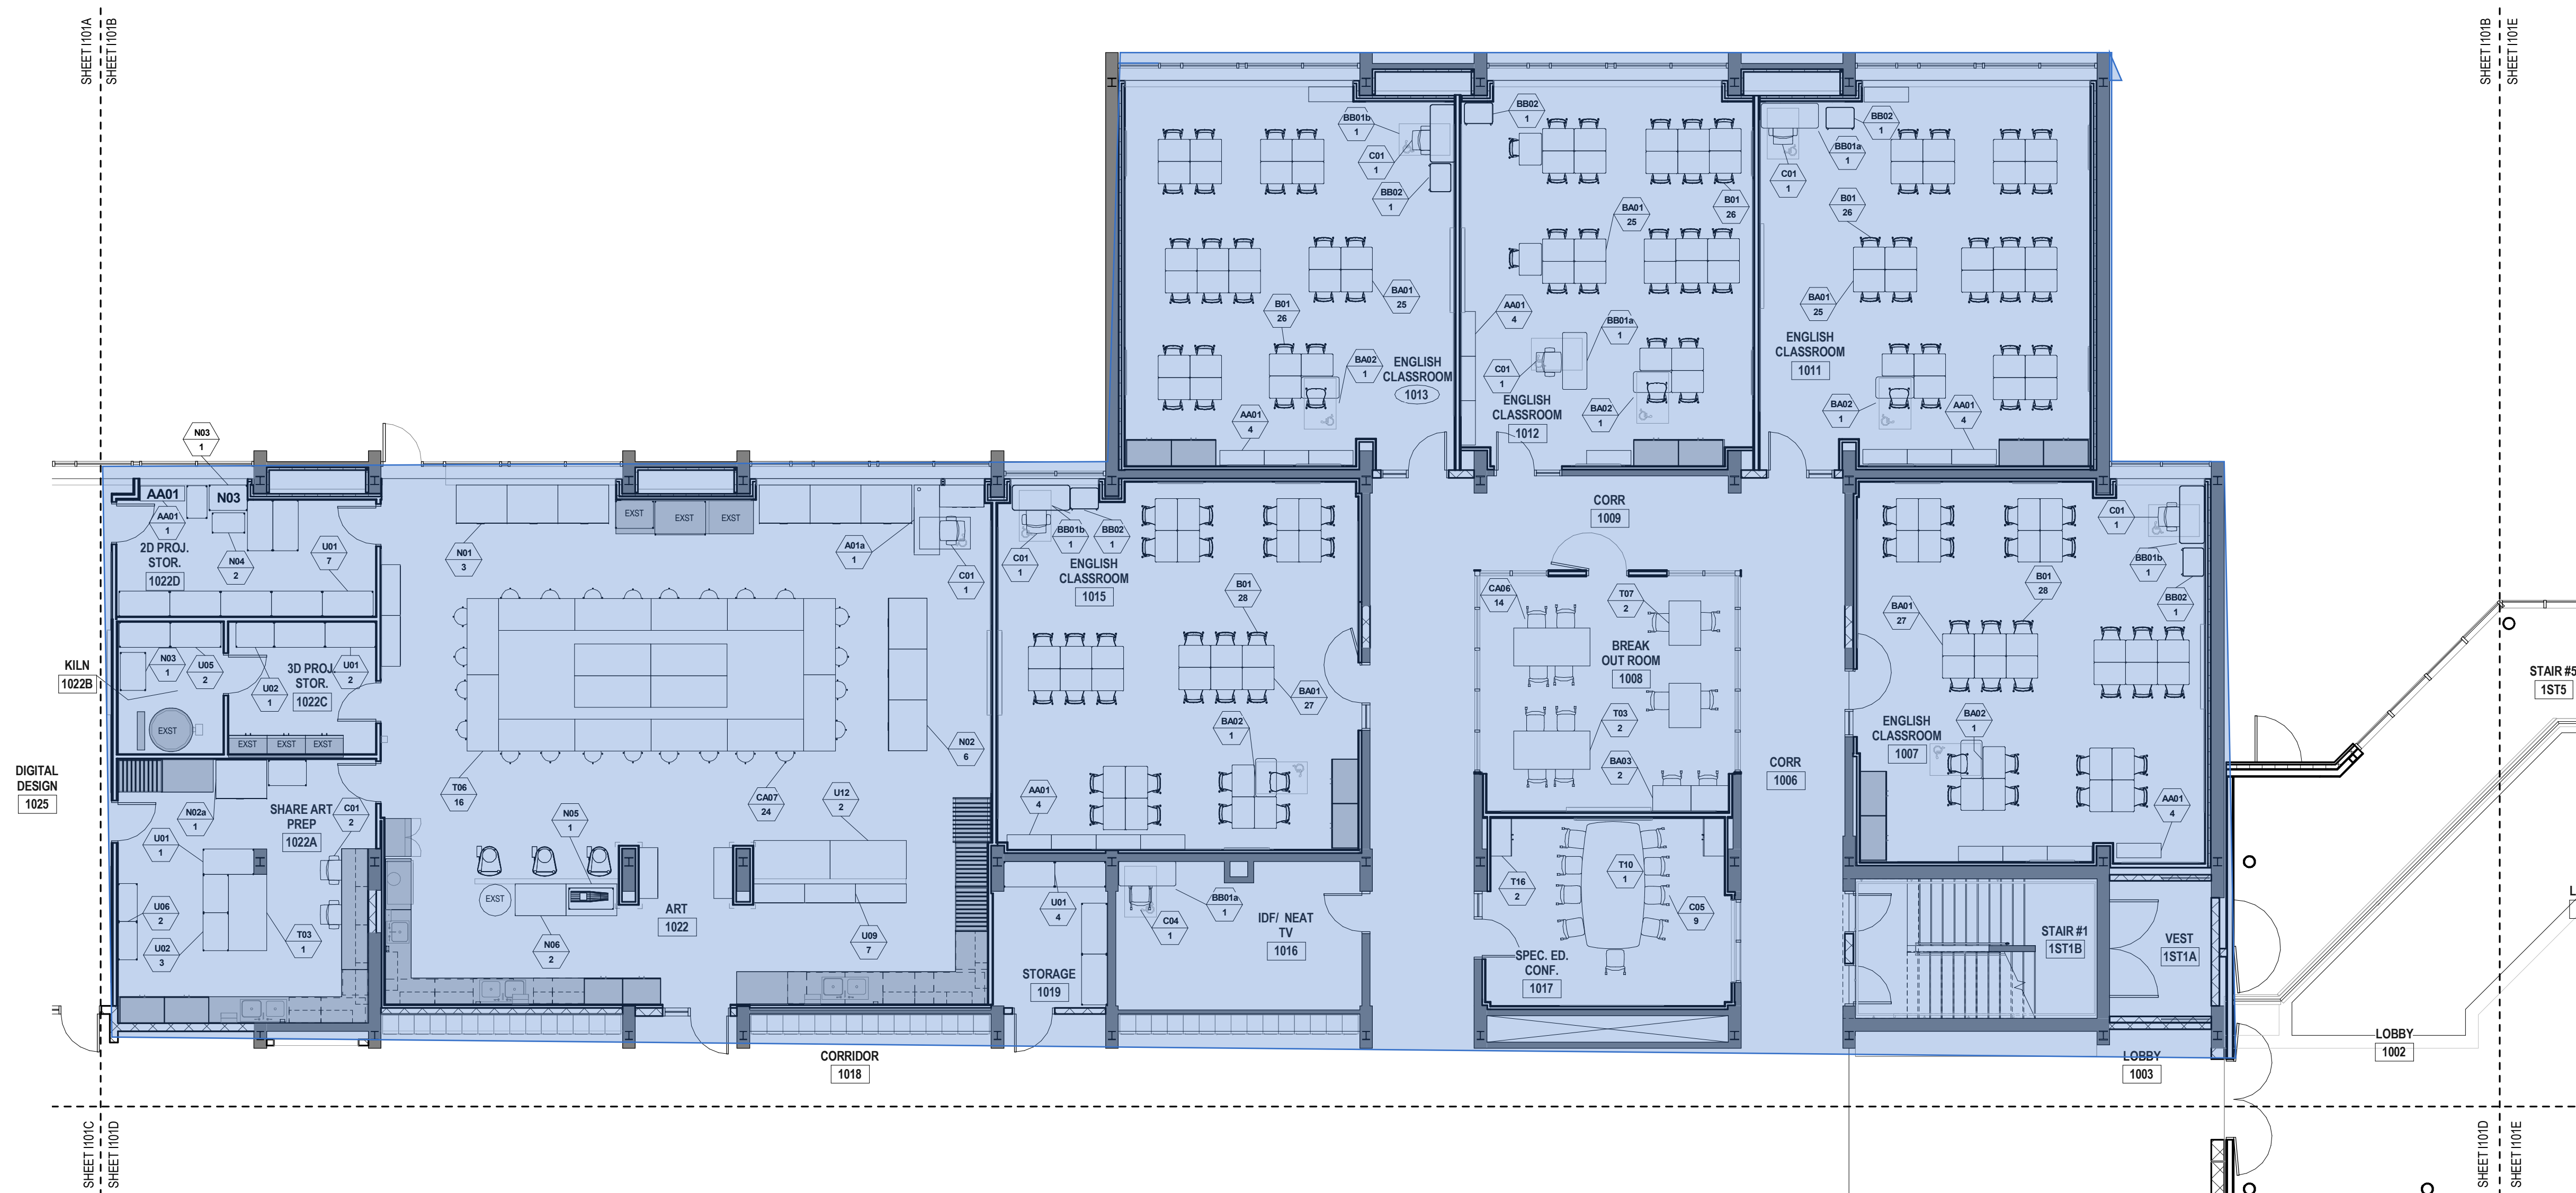 SHEET I101A
SHEET I101B
SHEET I101B
SHEET I101E
BB01b
1
C01
1
BB02
1
B01
26
BA01
25
BA02
1
AA01
4
ENGLISH
CLASSROOM
1013
BB02
1
BA01
25
B01
26
AA01
4
BB01a
1
C01
1
BA02
1
ENGLISH
CLASSROOM
1012
BB02
1
BB01a
1
C01
1
B01
26
BA01
25
ENGLISH
CLASSROOM
1011
BA02
1
AA01
4
N03
1
AA01
N03
AA01
1
2D PROJ.
STOR.
1022D
N04
2
U01
7
KILN
1022B
N03
1
U05
2
EXST
U02
1
3D PROJ.
STOR.
1022C
U01
2
EXST
EXST
EXST
DIGITAL
DESIGN
1025
N02a
1
SHARE ART
PREP
1022A
C01
2
U01
1
U06
2
U02
3
T03
1
N01
3
EXST
EXST
EXST
A01a
1
C01
1
T06
16
CA07
24
N02
6
U12
2
N05
1
EXST
N06
2
ART
1022
U09
7
C01
1
BB01b
1
BB02
1
ENGLISH
CLASSROOM
1015
B01
28
BA01
27
BA02
1
AA01
4
U01
4
STORAGE
1019
C04
1
BB01a
1
IDF/ NEAT
TV
1016
CORR
1009
CA06
14
T07
2
BREAK
OUT ROOM
1008
T03
2
BA03
2
CORR
1006
T16
2
T10
1
C05
9
SPEC. ED.
CONF.
1017
C01
1
BB01b
1
BB02
1
B01
28
BA01
27
ENGLISH
CLASSROOM
1007
BA02
1
AA01
4
STAIR #1
1ST1B
VEST
1ST1A
STAIR #5
1ST5
LOBBY
1002
LOBBY
1003
CORRIDOR
1018
SHEET I101C
SHEET I101D
SHEET I101D
SHEET I101E